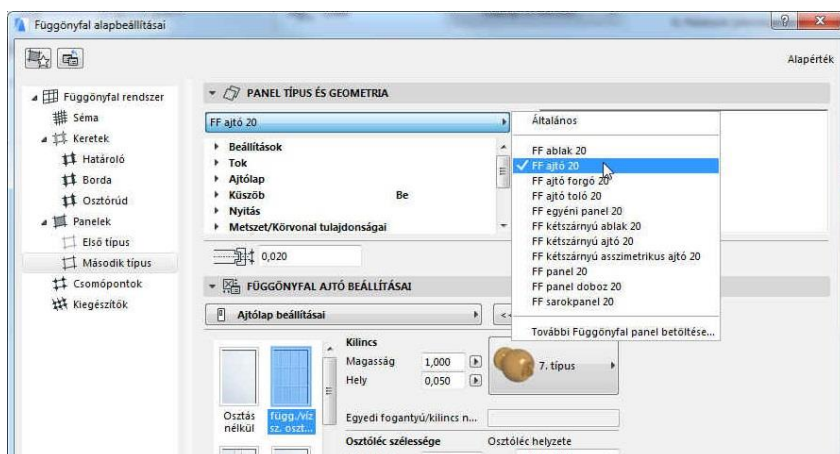 Függönyfal alapbeállításai
Alapérték
Függönyfal rendszer
Séma
Keretek
Határoló
Borda
Osztórúd
Panelek
Első típus
Második típus
Csomópontok
Kiegészítők
PANEL TÍPUS ÉS GEOMETRIA
FF ajtó 20
Beállítások
Tok
Ajtólap
Küszöb Be
Nyitás
Metszet/Körvonal tulajdonságai
0,020
Általános
FF ablak 20
FF ajtó 20
FF ajtó forgó 20
FF ajtó toló 20
FF egyéni panel 20
FF kétszárnyú ablak 20
FF kétszárnyú ajtó 20
FF kétszárnyú asszimetrikus ajtó 20
FF panel 20
FF panel doboz 20
FF sarokpanel 20
További Függönyfal panel betöltése...
FÜGGÖNYFAL AJTÓ BEÁLLÍTÁSAI
Ajtólap beállításai
<<
Osztás
nélkül
függ./víz
sz. oszt...
Kilincs
Magasság 1,000
Hely 0,050
7. típus
Egyedi fogantyú/kilincs n...
Osztóléc szélessége Osztóléc helyzete